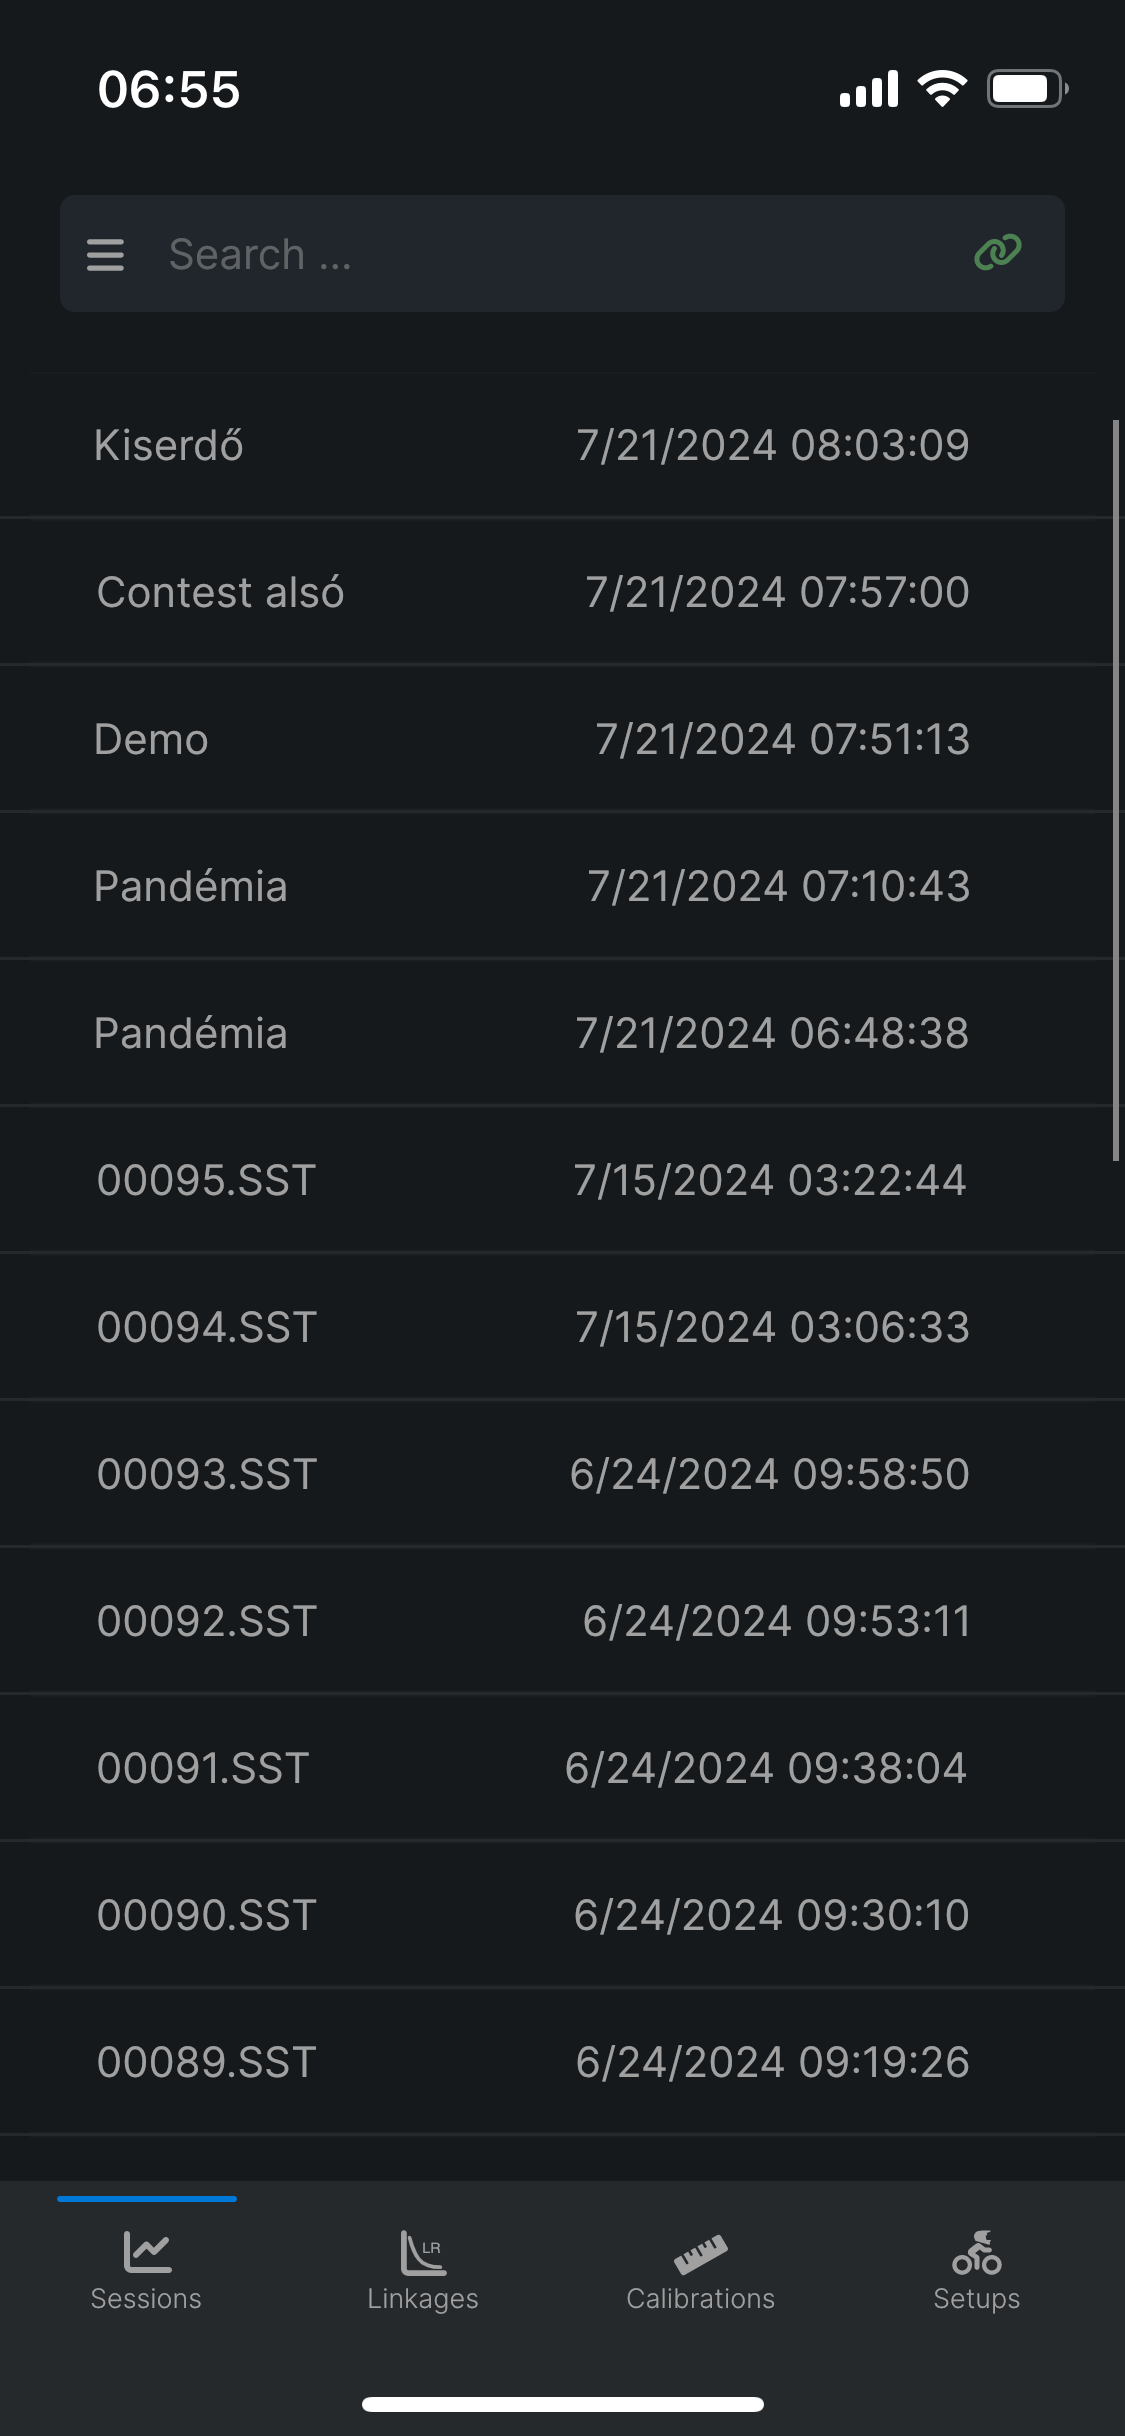 06:55
Search ...
Kiserdő 7/21/2024 08:03:09
Contest alsó 7/21/2024 07:57:00
Demo 7/21/2024 07:51:13
Pandémia 7/21/2024 07:10:43
Pandémia 7/21/2024 06:48:38
00095.SST 7/15/2024 03:22:44
00094.SST 7/15/2024 03:06:33
00093.SST 6/24/2024 09:58:50
00092.SST 6/24/2024 09:53:11
00091.SST 6/24/2024 09:38:04
00090.SST 6/24/2024 09:30:10
00089.SST 6/24/2024 09:19:26
LR
Sessions Linkages Calibrations Setups